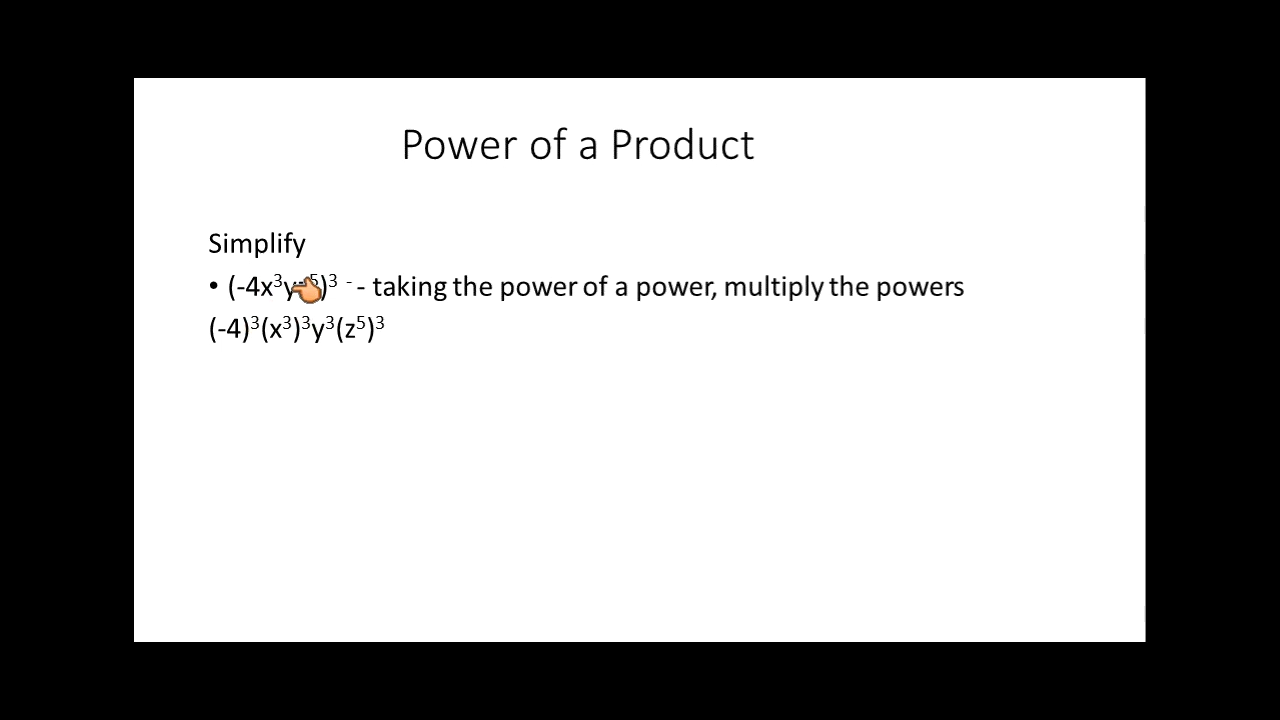 Power of a Product
Simplify
• (-4x³y ⁵)³ ⁻ - taking the power of a power, multiply the powers
(-4)³(x³)³y³(z⁵)³